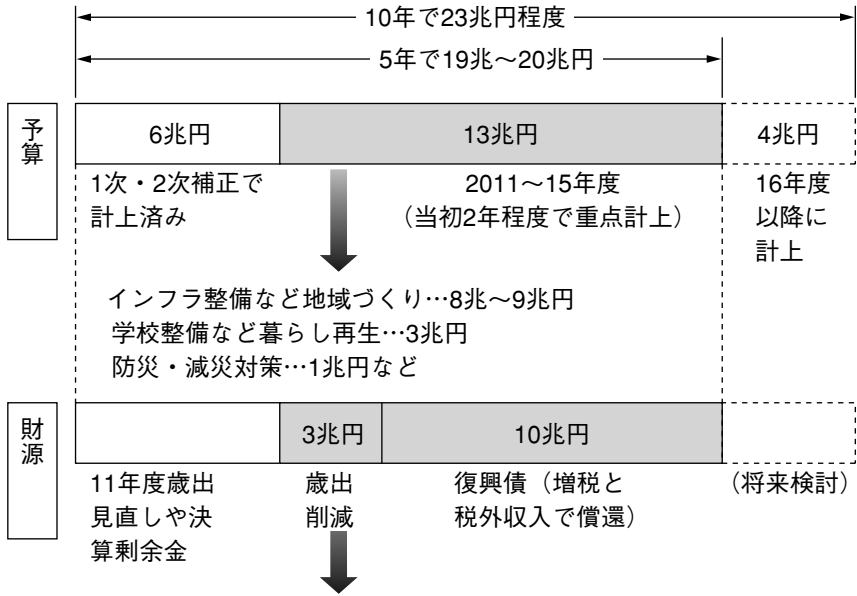 10年で23兆円程度
5年で19兆～20兆円
予算
6兆円
13兆円
4兆円
1次・2次補正で
計上済み
2011～15年度
（当初2年程度で重点計上）
16年度
以降に
計上
インフラ整備など地域づくり…8兆～9兆円
学校整備など暮らし再生…3兆円
防災・減災対策…1兆円など
財源
3兆円
10兆円
11年度歳出
見直しや決
算剰余金
歳出
削減
復興債（増税と
税外収入で償還）
（将来検討）